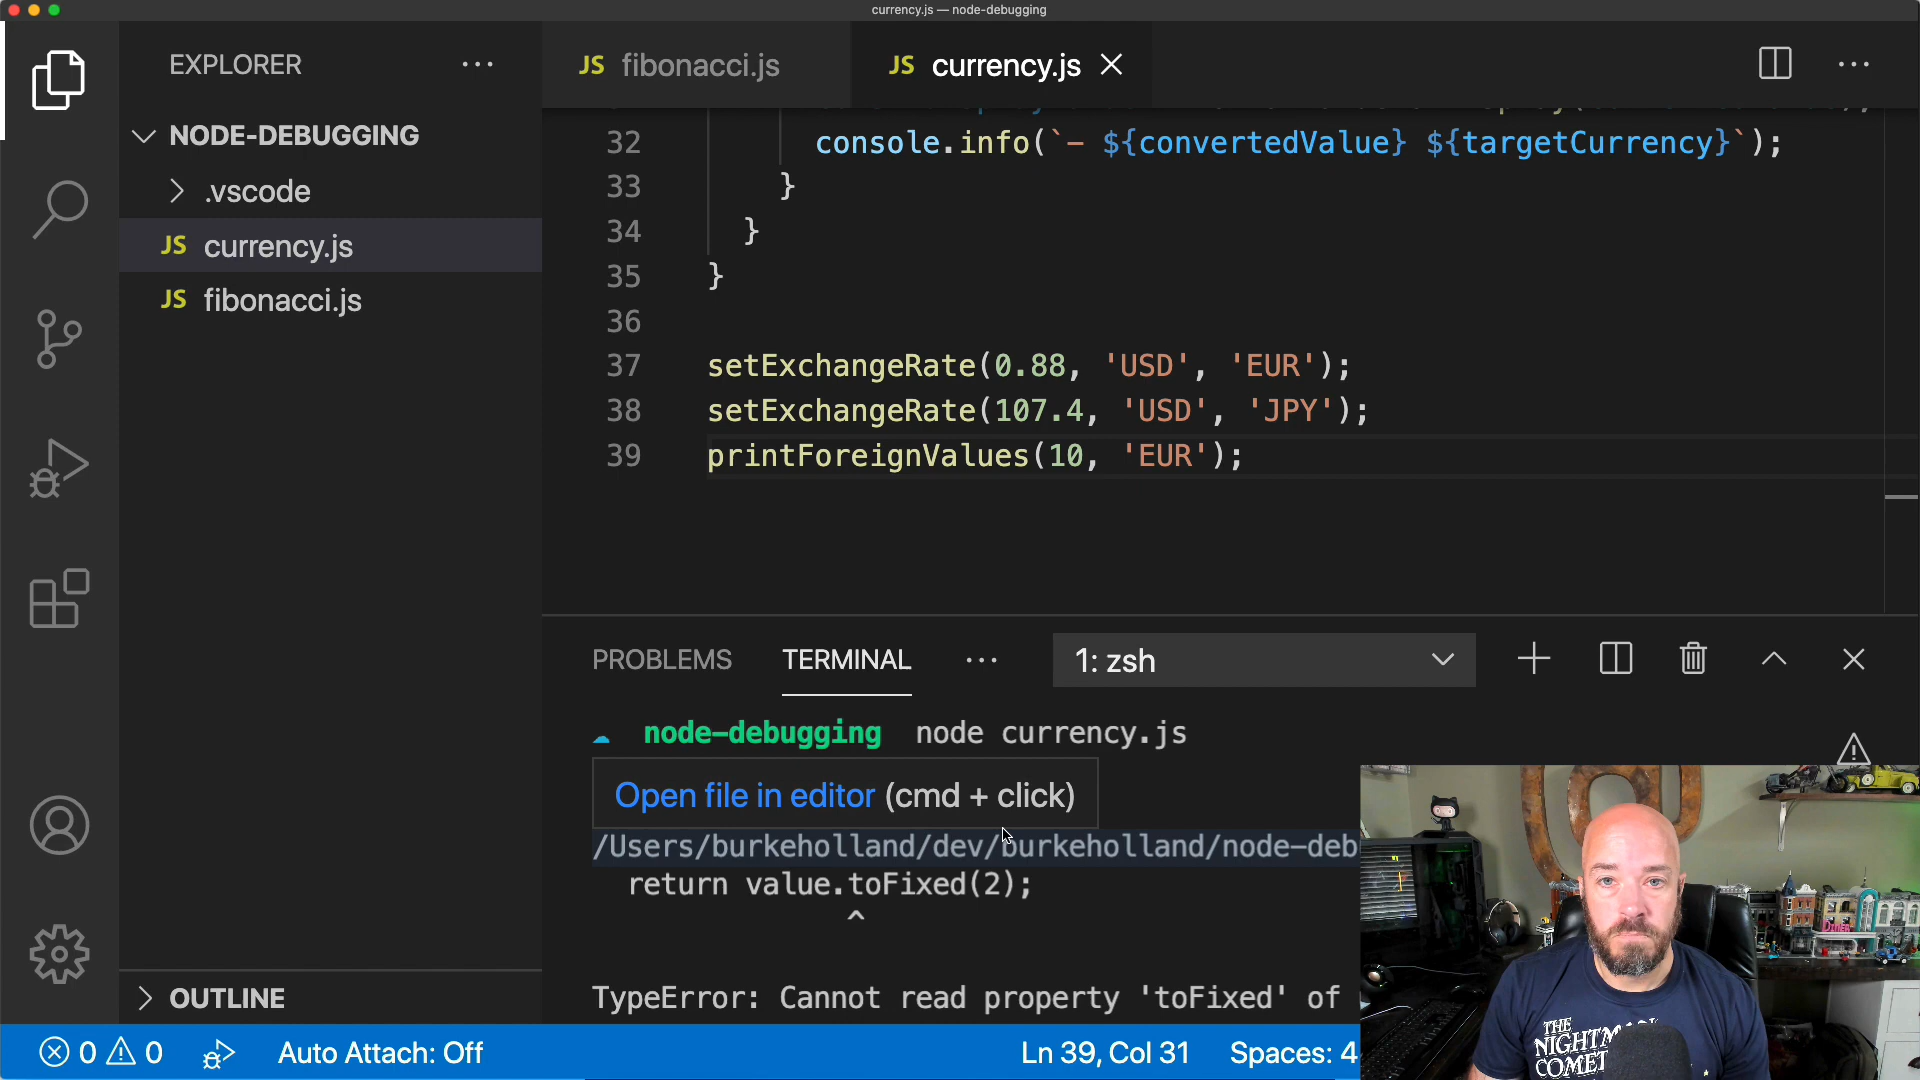 currency.js — node-debugging
EXPLORER
JS fibonacci.js
JS currency.js
NODE-DEBUGGING
.vscode
JS currency.js
JS fibonacci.js
OUTLINE
32 console.info(`– ${convertedValue} ${targetCurrency}`);
33 }
34 }
35 }
36
37 setExchangeRate(0.88, 'USD', 'EUR');
38 setExchangeRate(107.4, 'USD', 'JPY');
39 printForeignValues(10, 'EUR');
PROBLEMS TERMINAL 1: zsh
node-debugging node currency.js
Open file in editor (cmd + click)
/Users/burkeholland/dev/burkeholland/node-deb
return value.toFixed(2);
^
TypeError: Cannot read property 'toFixed' of
0 0 Auto Attach: Off Ln 39, Col 31 Spaces: 4
Diner
THE
COMET